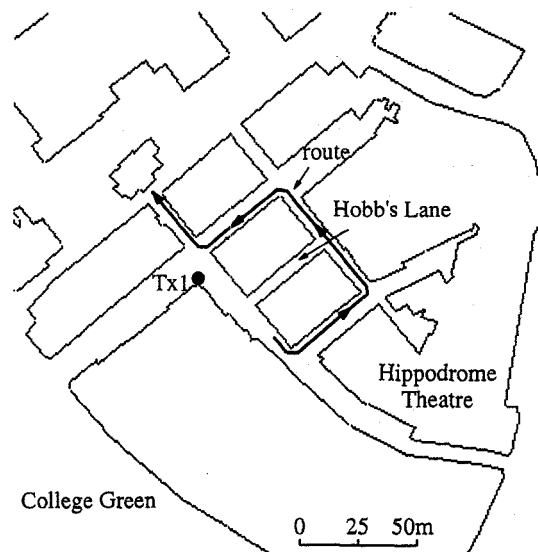 route
Hobb's Lane
Tx1
Hippodrome
Theatre
College Green
0 25 50m